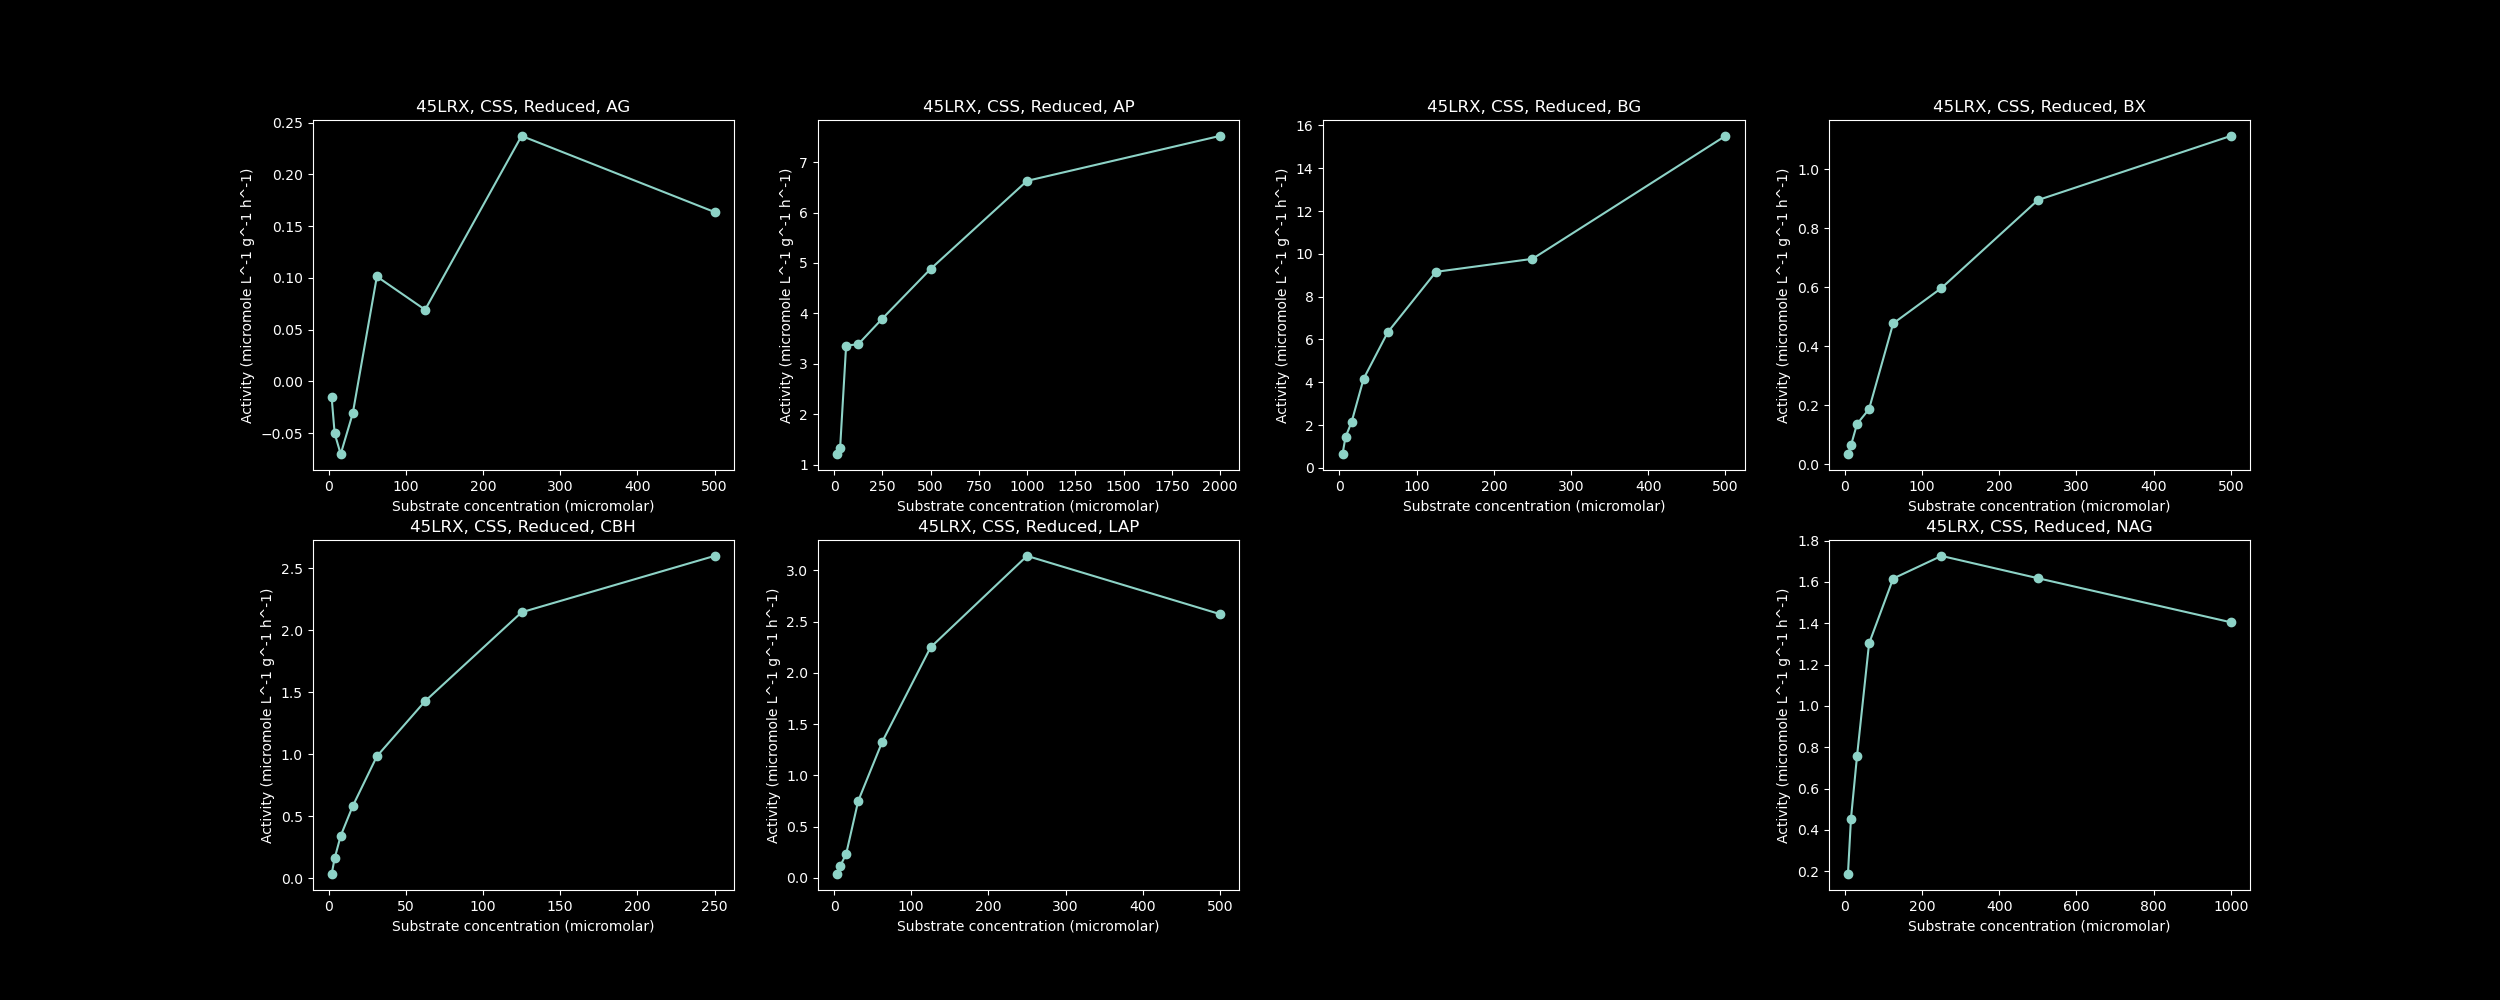 45LRX, CSS, Reduced, AG
Activity (micromole L^-1 g^-1 h^-1)
0.25
0.20
0.15
0.10
0.05
0.00
−0.05
0 100 200 300 400 500
Substrate concentration (micromolar)
45LRX, CSS, Reduced, AP
Activity (micromole L^-1 g^-1 h^-1)
7
6
5
4
3
2
1
0 250 500 750 1000 1250 1500 1750 2000
Substrate concentration (micromolar)
45LRX, CSS, Reduced, BG
Activity (micromole L^-1 g^-1 h^-1)
16
14
12
10
8
6
4
2
0
0 100 200 300 400 500
Substrate concentration (micromolar)
45LRX, CSS, Reduced, BX
Activity (micromole L^-1 g^-1 h^-1)
1.0
0.8
0.6
0.4
0.2
0.0
0 100 200 300 400 500
Substrate concentration (micromolar)
45LRX, CSS, Reduced, CBH
Activity (micromole L^-1 g^-1 h^-1)
2.5
2.0
1.5
1.0
0.5
0.0
0 50 100 150 200 250
Substrate concentration (micromolar)
45LRX, CSS, Reduced, LAP
Activity (micromole L^-1 g^-1 h^-1)
3.0
2.5
2.0
1.5
1.0
0.5
0.0
0 100 200 300 400 500
Substrate concentration (micromolar)
45LRX, CSS, Reduced, NAG
Activity (micromole L^-1 g^-1 h^-1)
1.8
1.6
1.4
1.2
1.0
0.8
0.6
0.4
0.2
0 200 400 600 800 1000
Substrate concentration (micromolar)